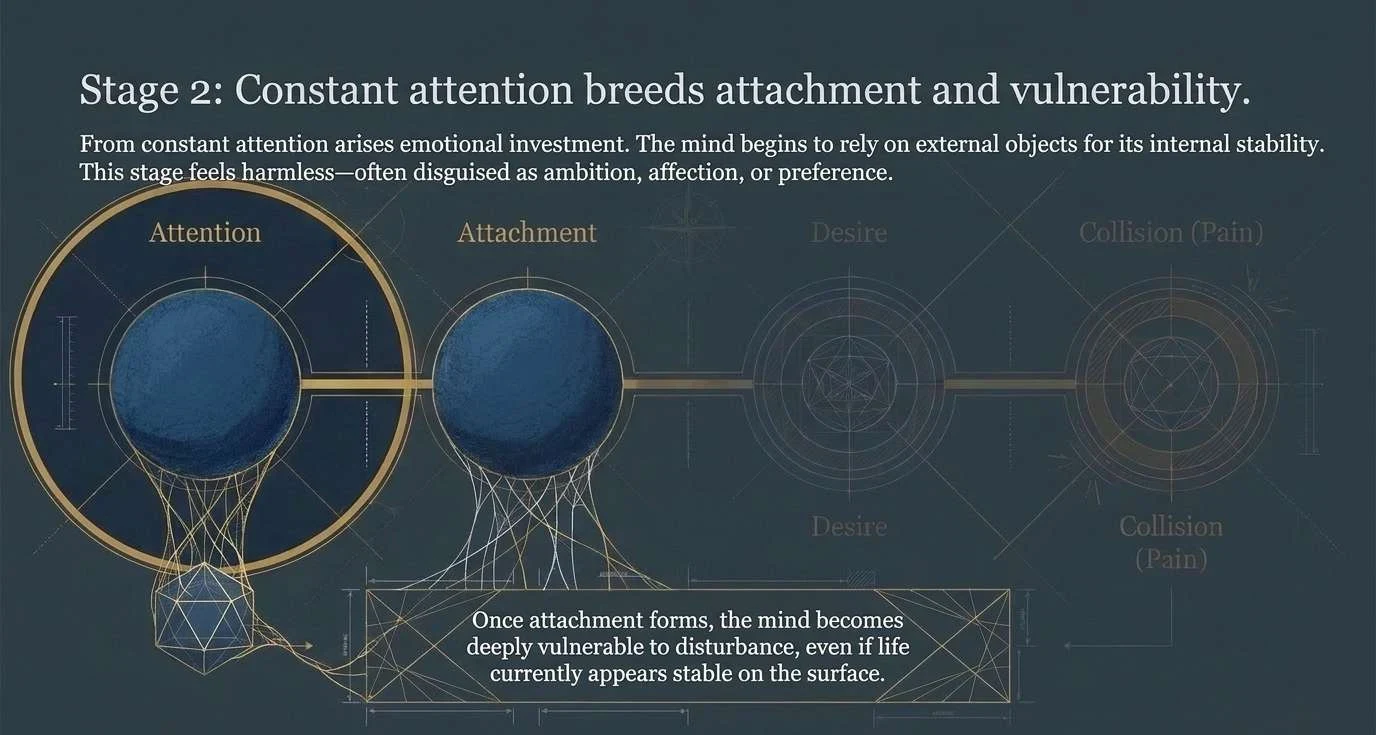 Stage 2: Constant attention breeds attachment and vulnerability.
From constant attention arises emotional investment. The mind begins to rely on external objects for its internal stability.
This stage feels harmless—often disguised as ambition, affection, or preference.
Attention
Attachment
Desire
Collision (Pain)
Desire
Collision
(Pain)
Once attachment forms, the mind becomes
deeply vulnerable to disturbance, even if life
currently appears stable on the surface.